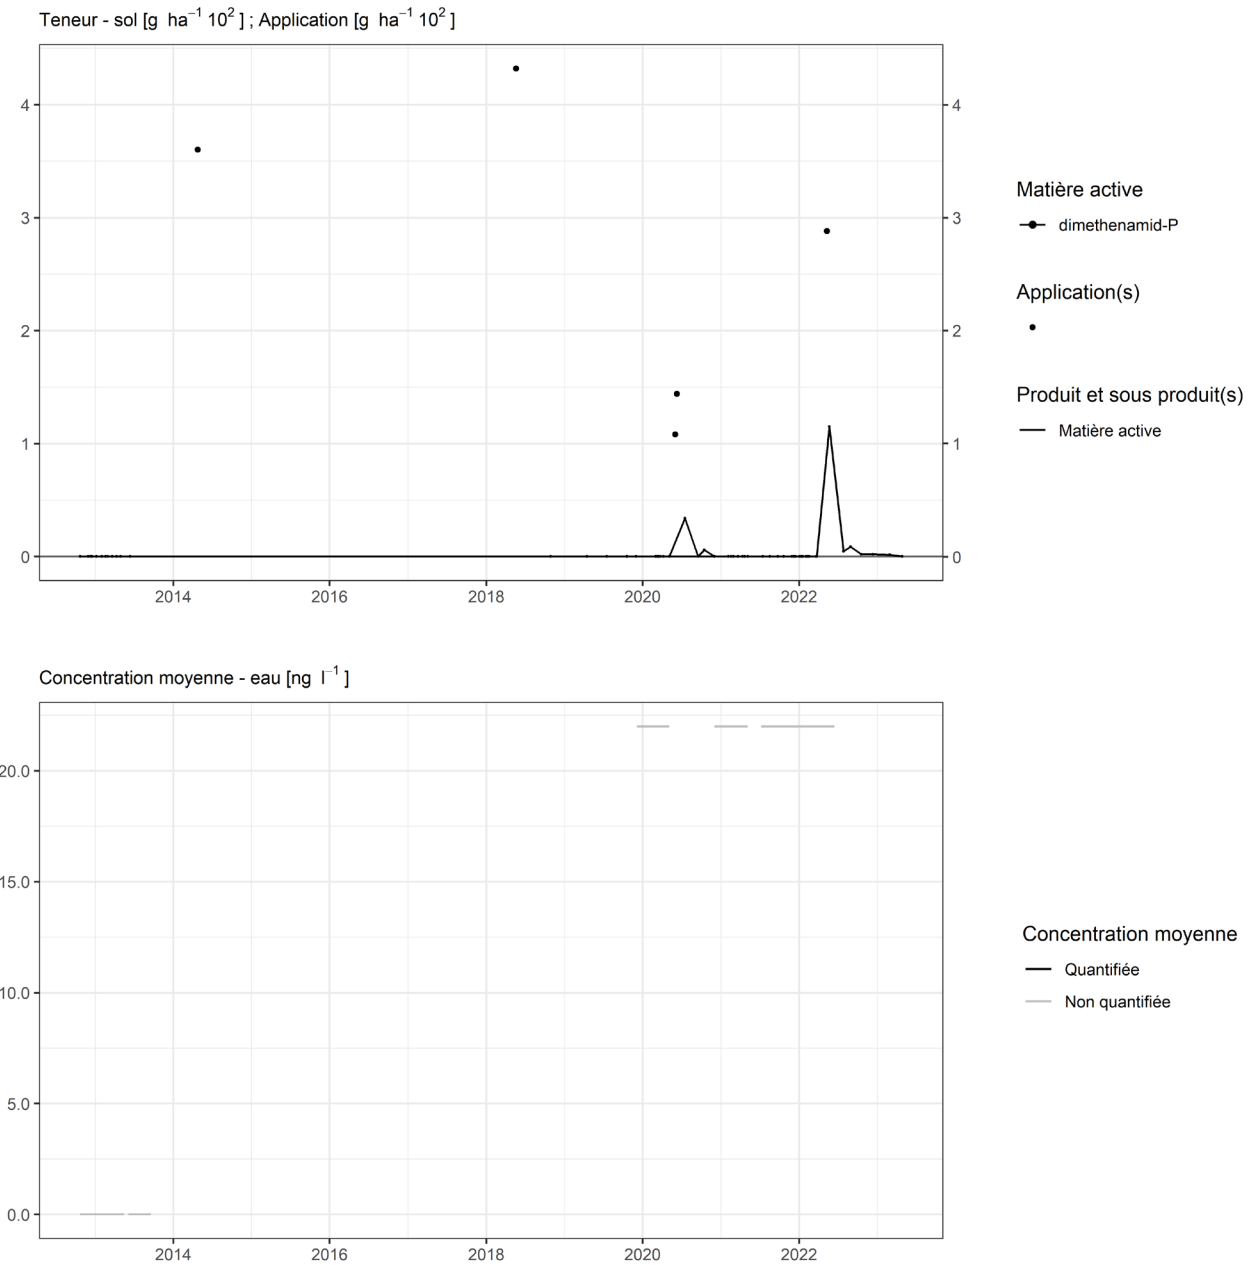 Teneur - sol [g ha⁻¹ 10²] ; Application [g ha⁻¹ 10²]
4
3
2
1
0
4
3
2
1
0
2014 2016 2018 2020 2022
Matière active
dimethenamid-P
Application(s)
Produit et sous produit(s)
Matière active
Concentration moyenne - eau [ng l⁻¹]
20.0
15.0
10.0
5.0
0.0
2014 2016 2018 2020 2022
Concentration moyenne
Quantifiée
Non quantifiée